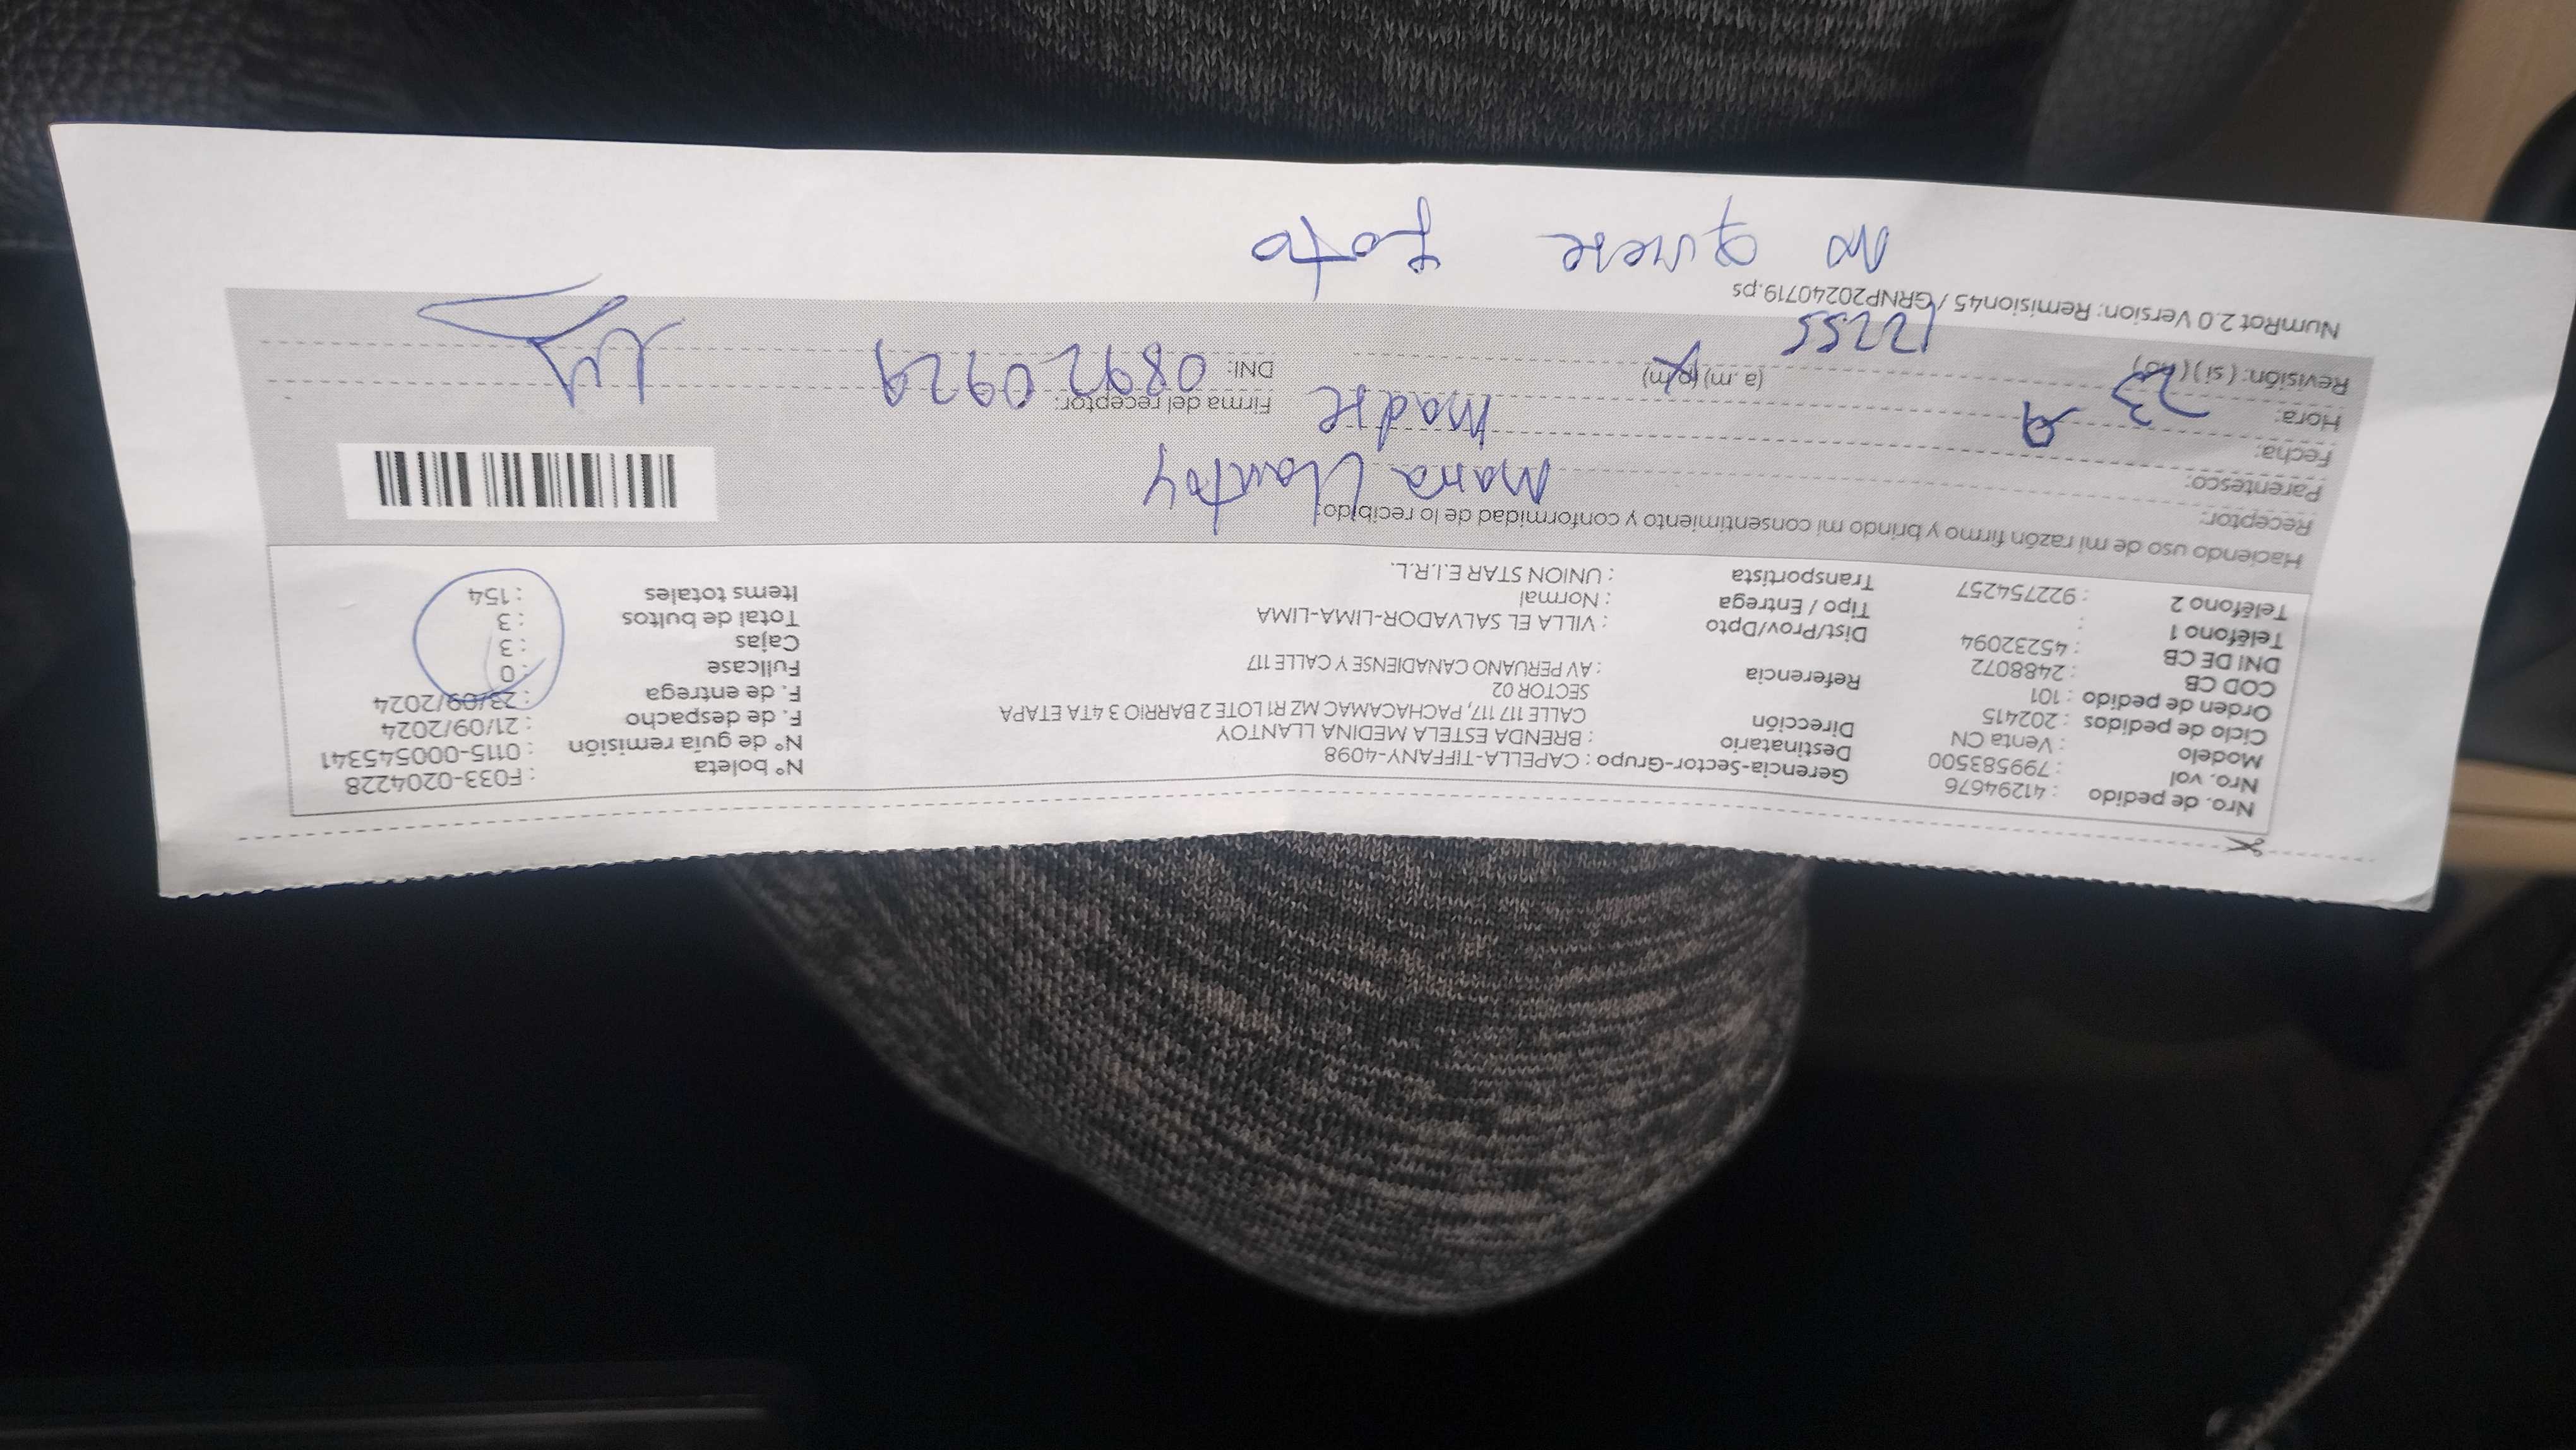 Nro. de pedido : 41294676
Nro. vol : 799583500
Modelo : Venta CN
Ciclo de pedidos : 202415
Orden de pedido : 101
COD CB : 2488072
DNI DE CB : 45232094
Teléfono 1 :
Teléfono 2 : 922754257
Gerencia-Sector-Grupo : CAPELLA-TIFFANY-4098
Destinatario : BRENDA ESTELA MEDINA LLANTOY
Dirección CALLE 117 117, PACHACAMAC MZ R1 LOTE 2 BARRIO 3 4TA ETAPA
SECTOR 02
Referencia : AV PERUANO CANADIENSE Y CALLE 117
Dist/Prov/Dpto : VILLA EL SALVADOR-LIMA-LIMA
Tipo / Entrega : Normal
Transportista : UNION STAR E.I.R.L.
Nº boleta : F033-0204228
Nº de guía remisión : 0115-000545341
F. de despacho : 21/09/2024
F. de entrega : 23/09/2024
Fullcase : 0
Cajas : 3
Total de bultos : 3
Items totales : 154
Haciendo uso de mi razón firmo y brindo mi consentimiento y conformidad de lo recibido:
Receptor: Maria Llantoy
Parentesco: Madre
Fecha: 23 9
Hora: 12255 (a.m) (p.m)
Revisión: ( si ) ( no )
Firma del receptor:
DNI: 08920929
NumRot 2.0 Version: Remision45 / GRNP20240719.ps
No quiere foto